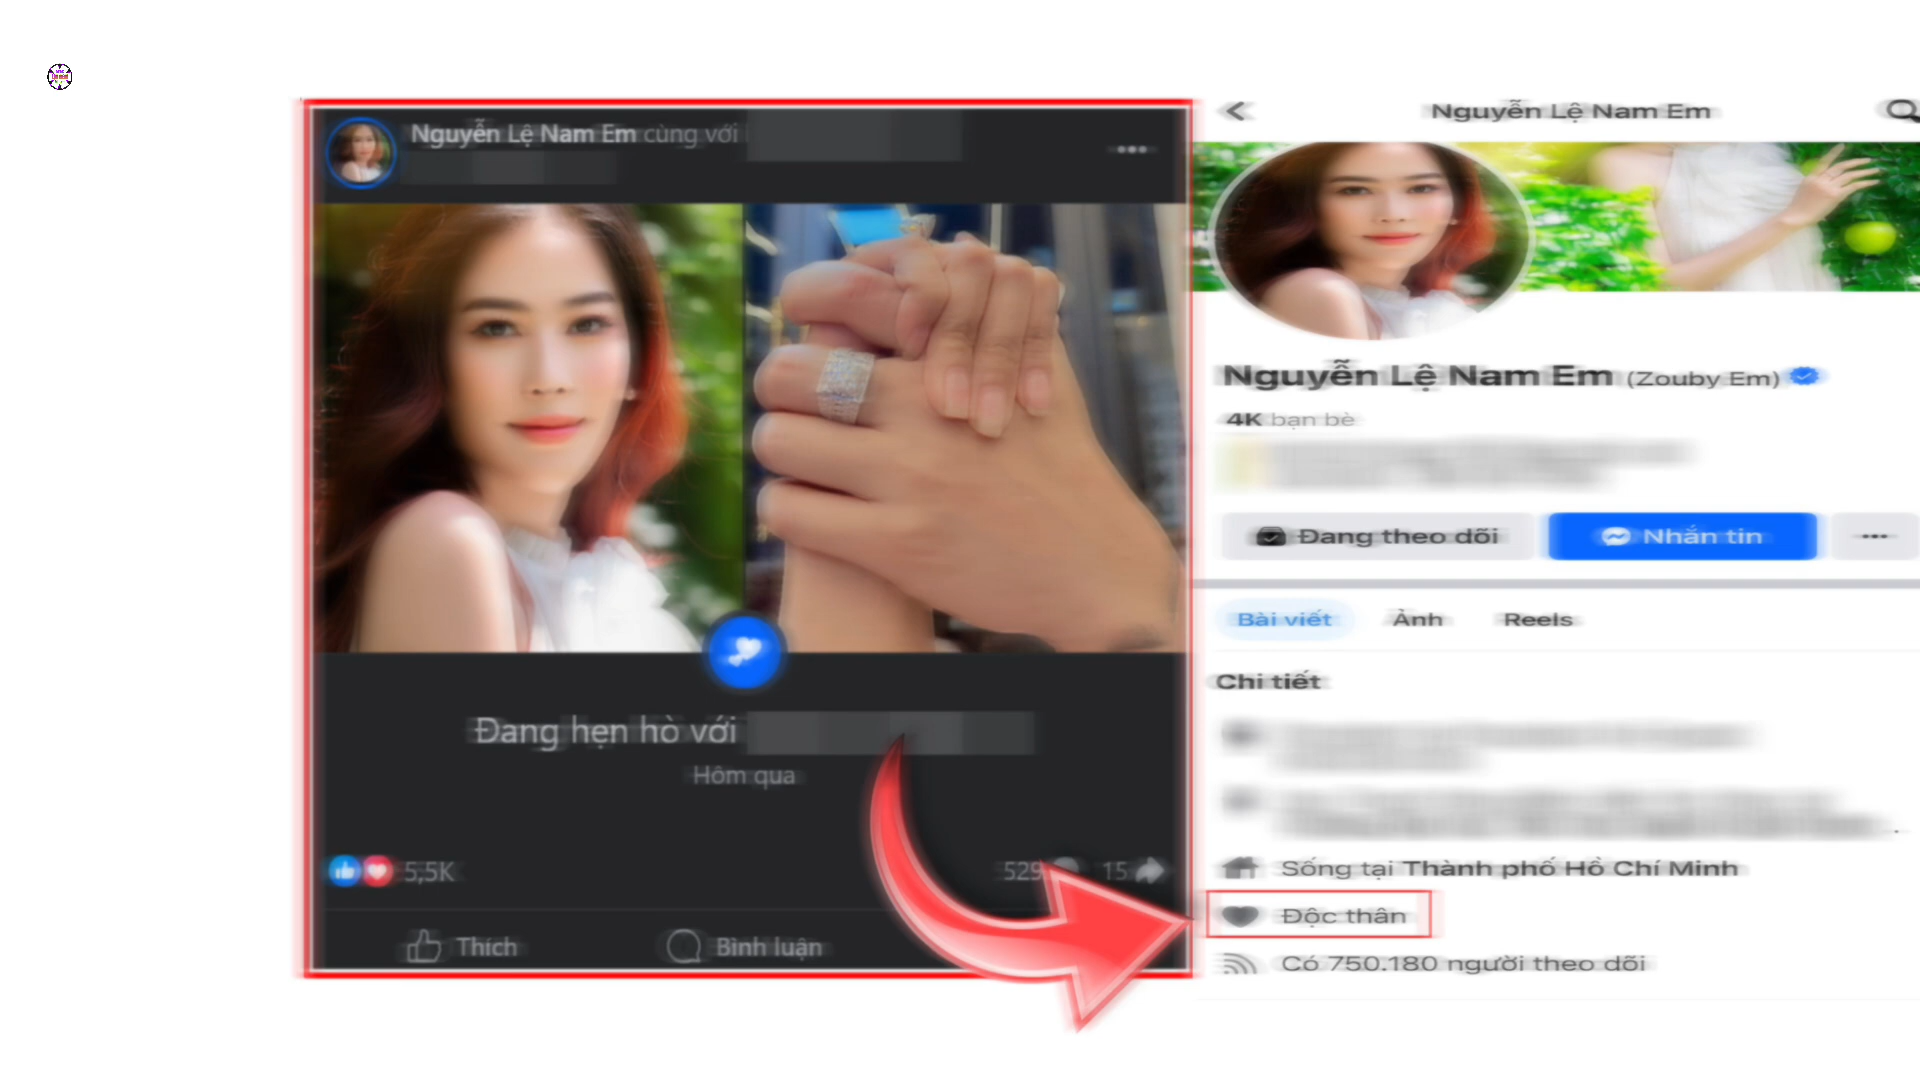 Nguyễn Lệ Nam Em cùng với
Đang hẹn hò với
Hôm qua
5,5K
529
15
Thích
Bình luận
Nguyễn Lệ Nam Em
Nguyễn Lệ Nam Em (Zouby Em)
4K bạn bè
Đang theo dõi
Nhắn tin
Bài viết
Ảnh
Reels
Chi tiết
Sống tại Thành phố Hồ Chí Minh
Độc thân
Có 750.180 người theo dõi